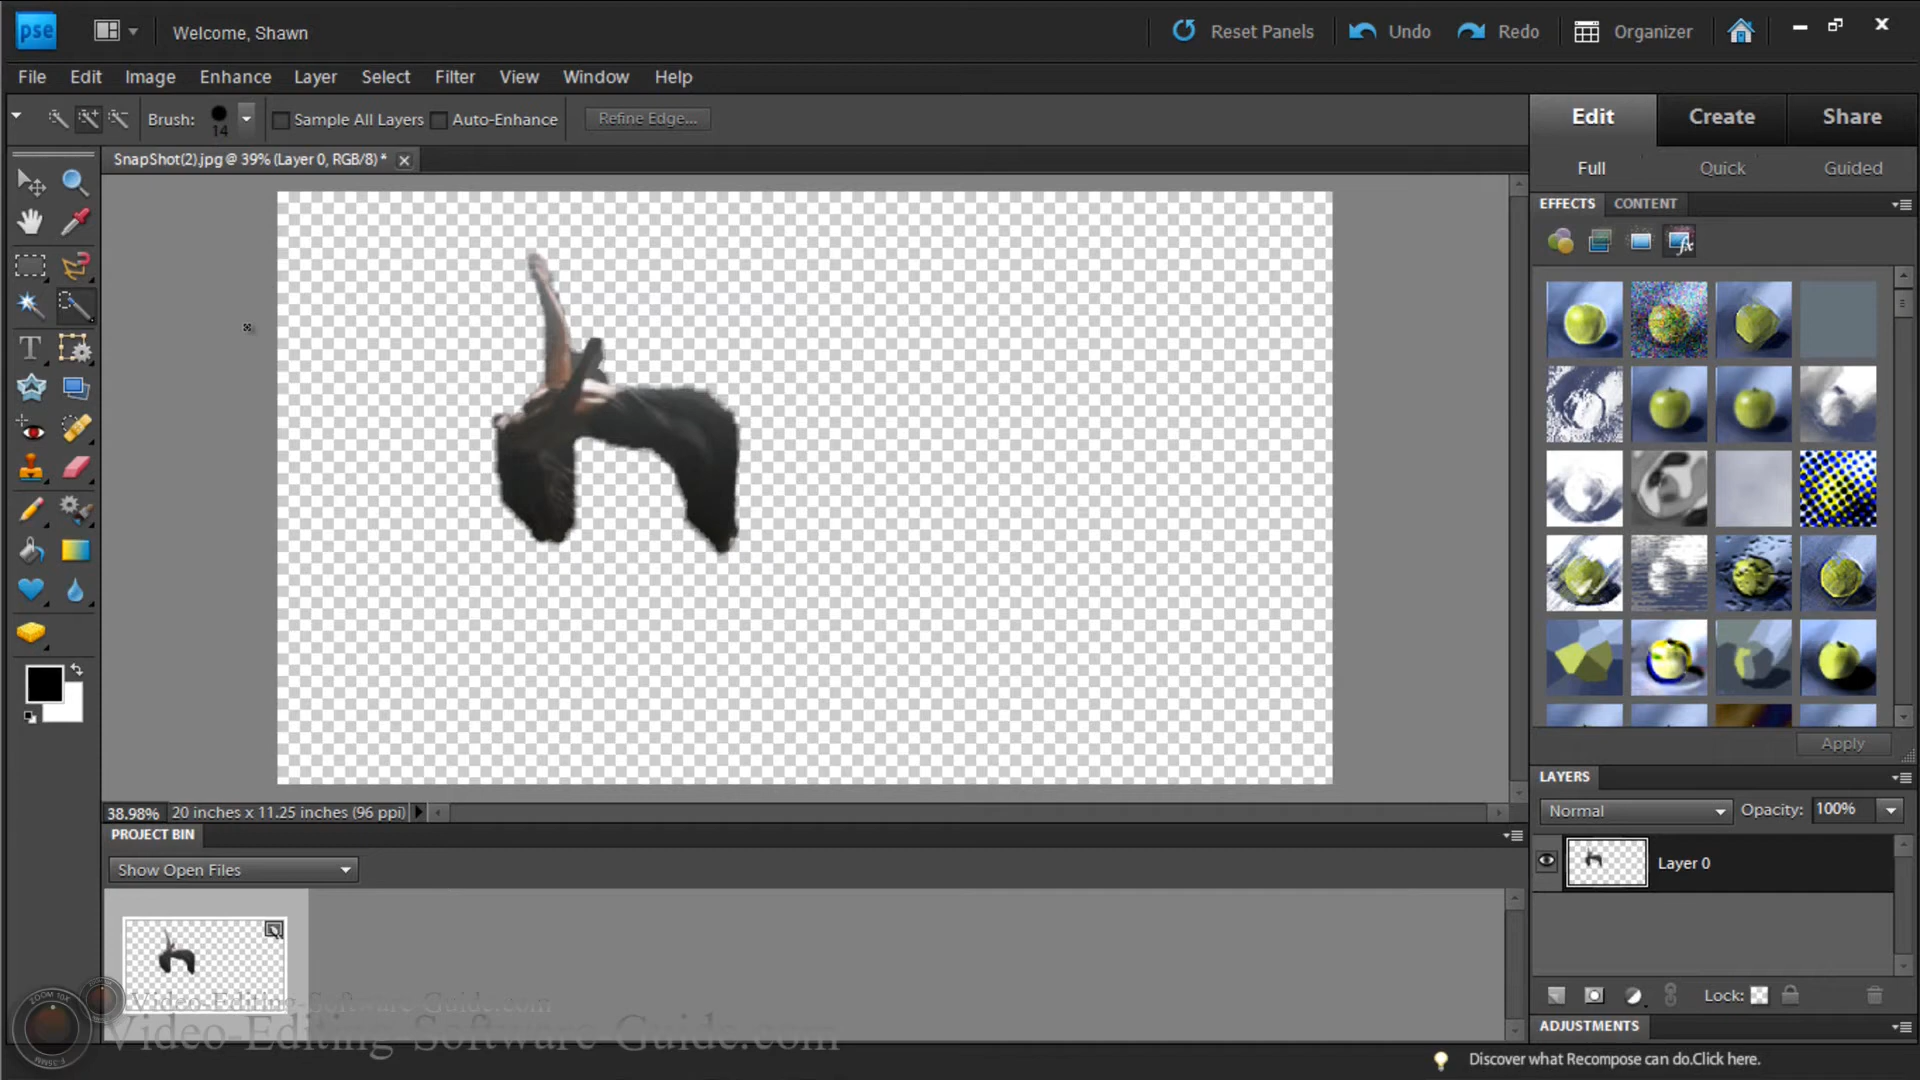 pse
Welcome, Shawn
Reset Panels
Undo
Redo
Organizer
File Edit Image Enhance Layer Select Filter View Window Help
Brush: 14
Sample All Layers
Auto-Enhance
Refine Edge...
Edit Create Share
SnapShot(2).jpg @ 39% (Layer 0, RGB/8) *
Full Quick Guided
EFFECTS CONTENT
T
Apply
LAYERS
Normal
Opacity: 100%
38.98% 20 inches x 11.25 inches (96 ppi)
PROJECT BIN
Show Open Files
Layer 0
Lock:
ZOOM 10X
Video-Editing-Software-Guide.com
Video-Editing-Software-Guide.com
ADJUSTMENTS
Discover what Recompose can do.Click here.